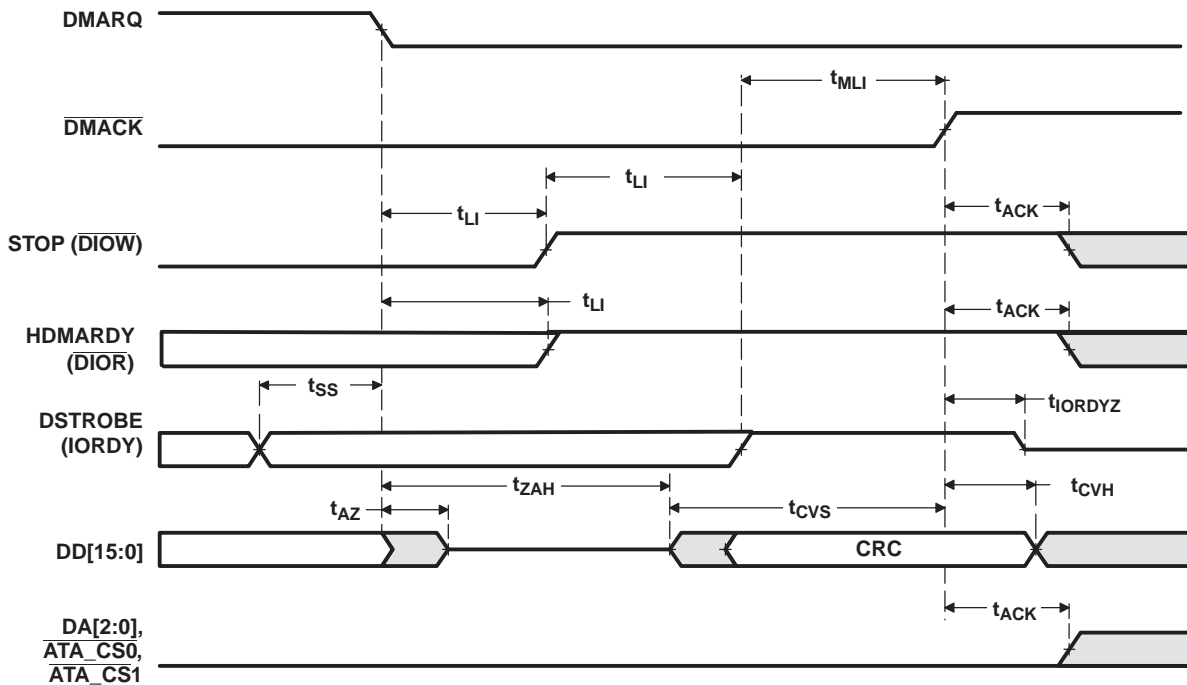 DMARQ
tMLI
DMACK
tLI
tLI
tACK
STOP (DIOW)
tLI
tACK
HDMARDY
(DIOR)
tSS
tIORDYZ
DSTROBE
(IORDY)
tZAH
tCVH
tAZ
tCVS
DD[15:0]
CRC
tACK
DA[2:0],
ATA_CS0,
ATA_CS1